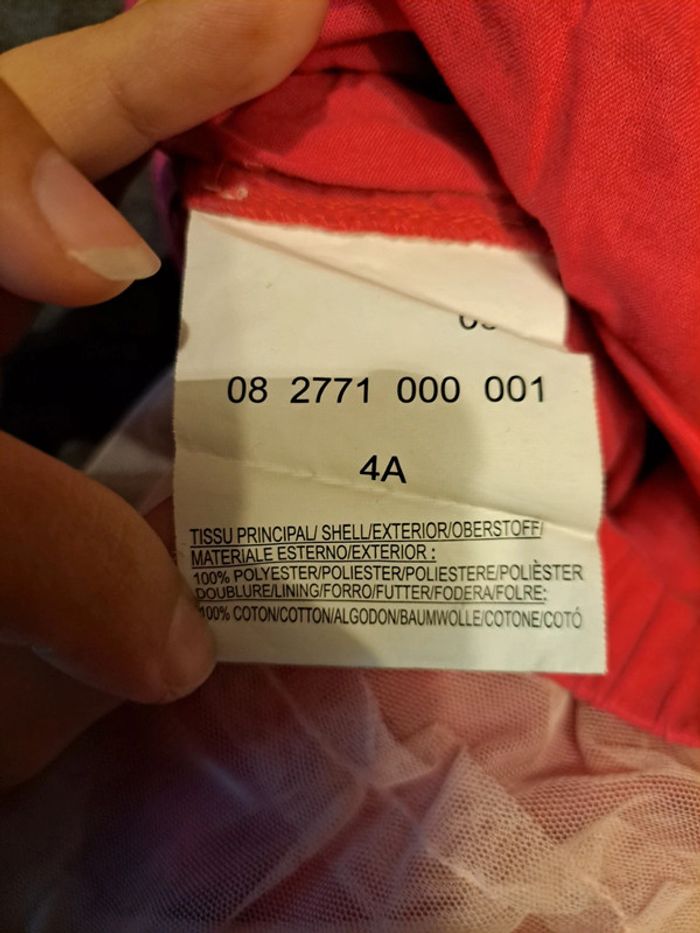 08 2771 000 001
4A
TISSU PRINCIPAL/ SHELL/EXTERIOR/OBERSTOFF/
MATERIALE ESTERNO/EXTERIOR :
100% POLYESTER/POLIESTER/POLIESTERE/POLIÈSTER
DOUBLURE/LINING/FORRO/FUTTER/FODERA/FOLRE:
100% COTON/COTTON/ALGODON/BAUMWOLLE/COTONE/COTÓ